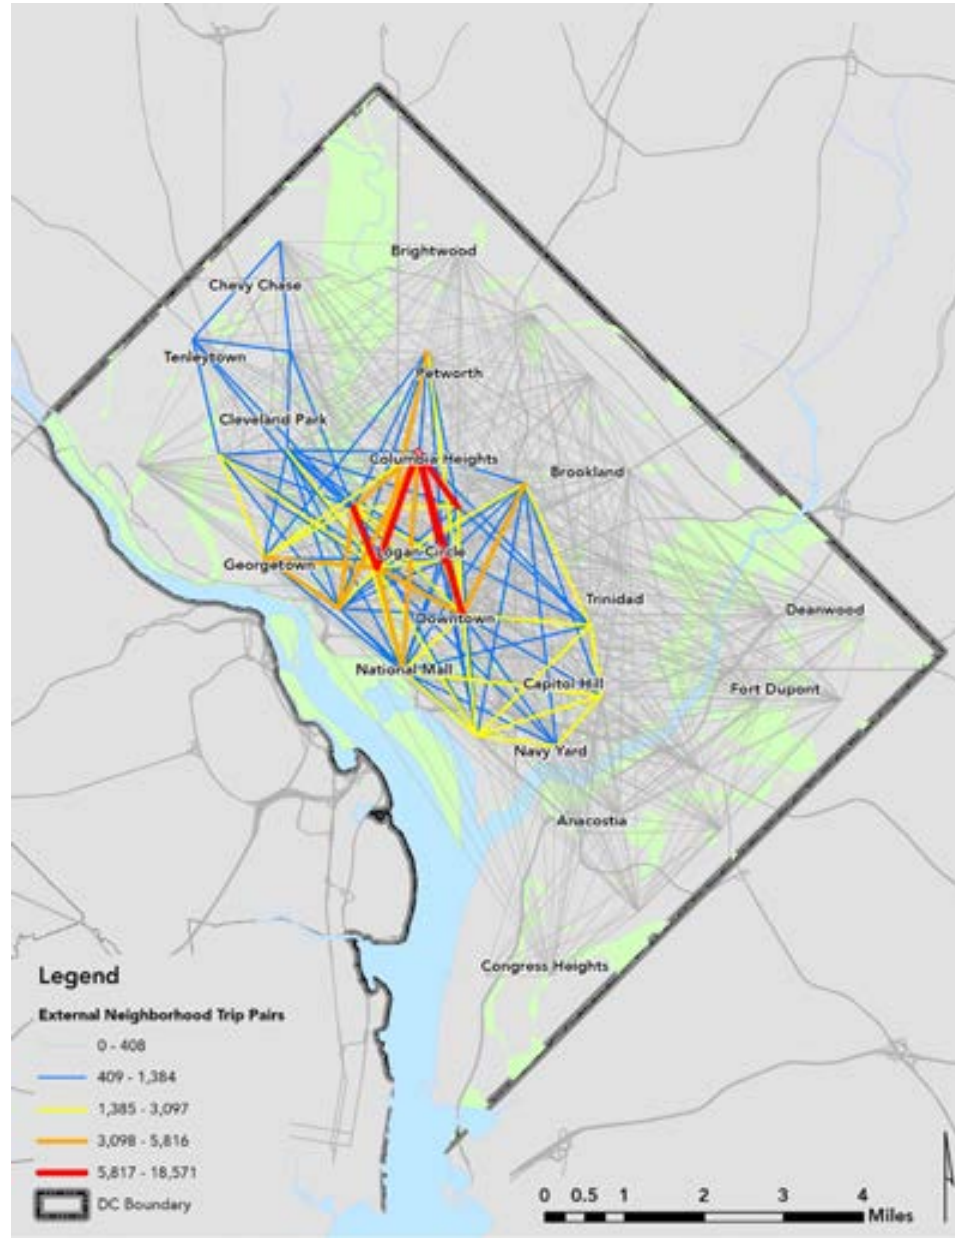 Brightwood
Chevy Chase
Tenleytown
Petworth
Cleveland Park
Columbia Heights
Brookland
Logan Circle
Georgetown
Trinidad
Deanwood
Downtown
National Mall
Capitol Hill
Fort Dupont
Navy Yard
Anacostia
Congress Heights
Legend
External Neighborhood Trip Pairs
0 - 408
409 - 1,384
1,385 - 3,097
3,098 - 5,816
5,817 - 18,571
DC Boundary
0 0.5 1 2 3 4
Miles